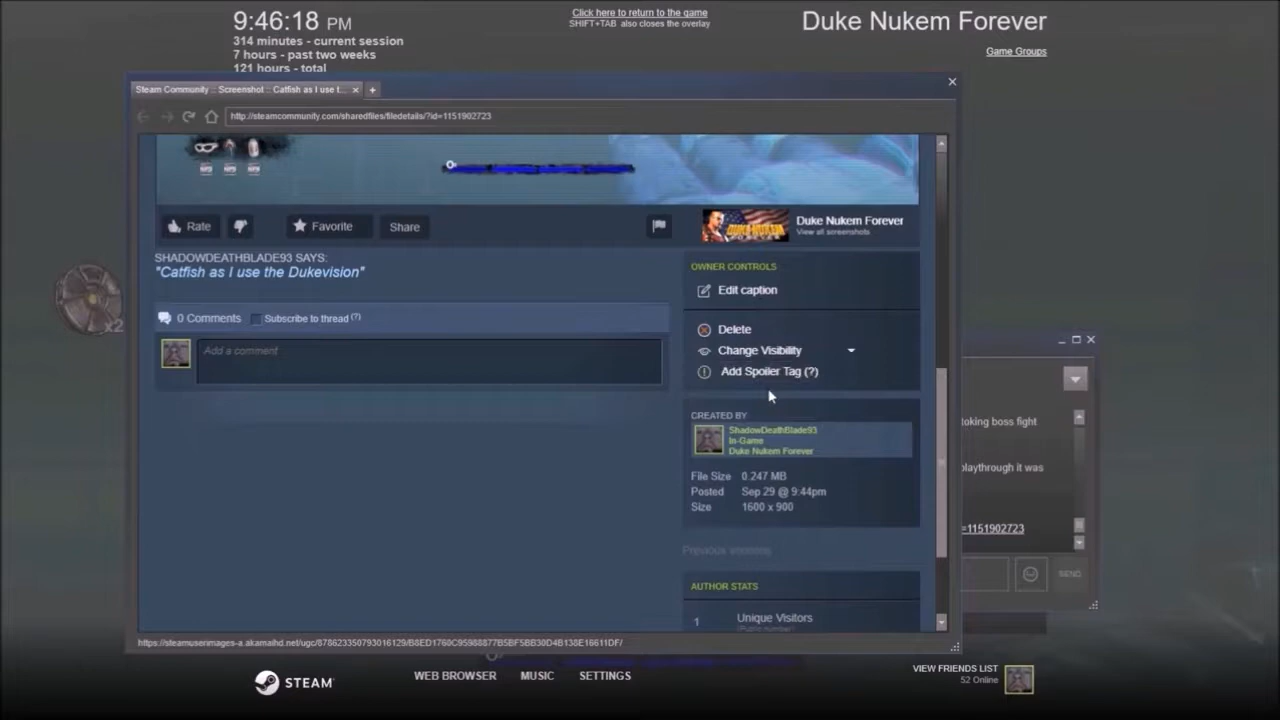 9:46:18 PM
314 minutes - current session
7 hours - past two weeks
121 hours - total
Click here to return to the game
SHIFT+TAB also closes the overlay
Duke Nukem Forever
Game Groups
Steam Community :: Screenshot :: Catfish as I use t...
http://steamcommunity.com/sharedfiles/filedetails/?id=1151902723
Rate
Favorite
Share
Duke Nukem Forever
View all screenshots
SHADOWDEATHBLADE93 SAYS:
"Catfish as I use the Dukevision"
0 Comments
Subscribe to thread (?)
Add a comment
OWNER CONTROLS
Edit caption
Delete
Change Visibility
Add Spoiler Tag (?)
CREATED BY
ShadowDeathBlade93
In-Game
Duke Nukem Forever
File Size 0.247 MB
Posted Sep 29 @ 9:44pm
Size 1600 x 900
AUTHOR STATS
1 Unique Visitors
x2
toking boss fight
playthrough it was
=1151902723
SEND
STEAM
WEB BROWSER
MUSIC
SETTINGS
VIEW FRIENDS LIST
52 Online